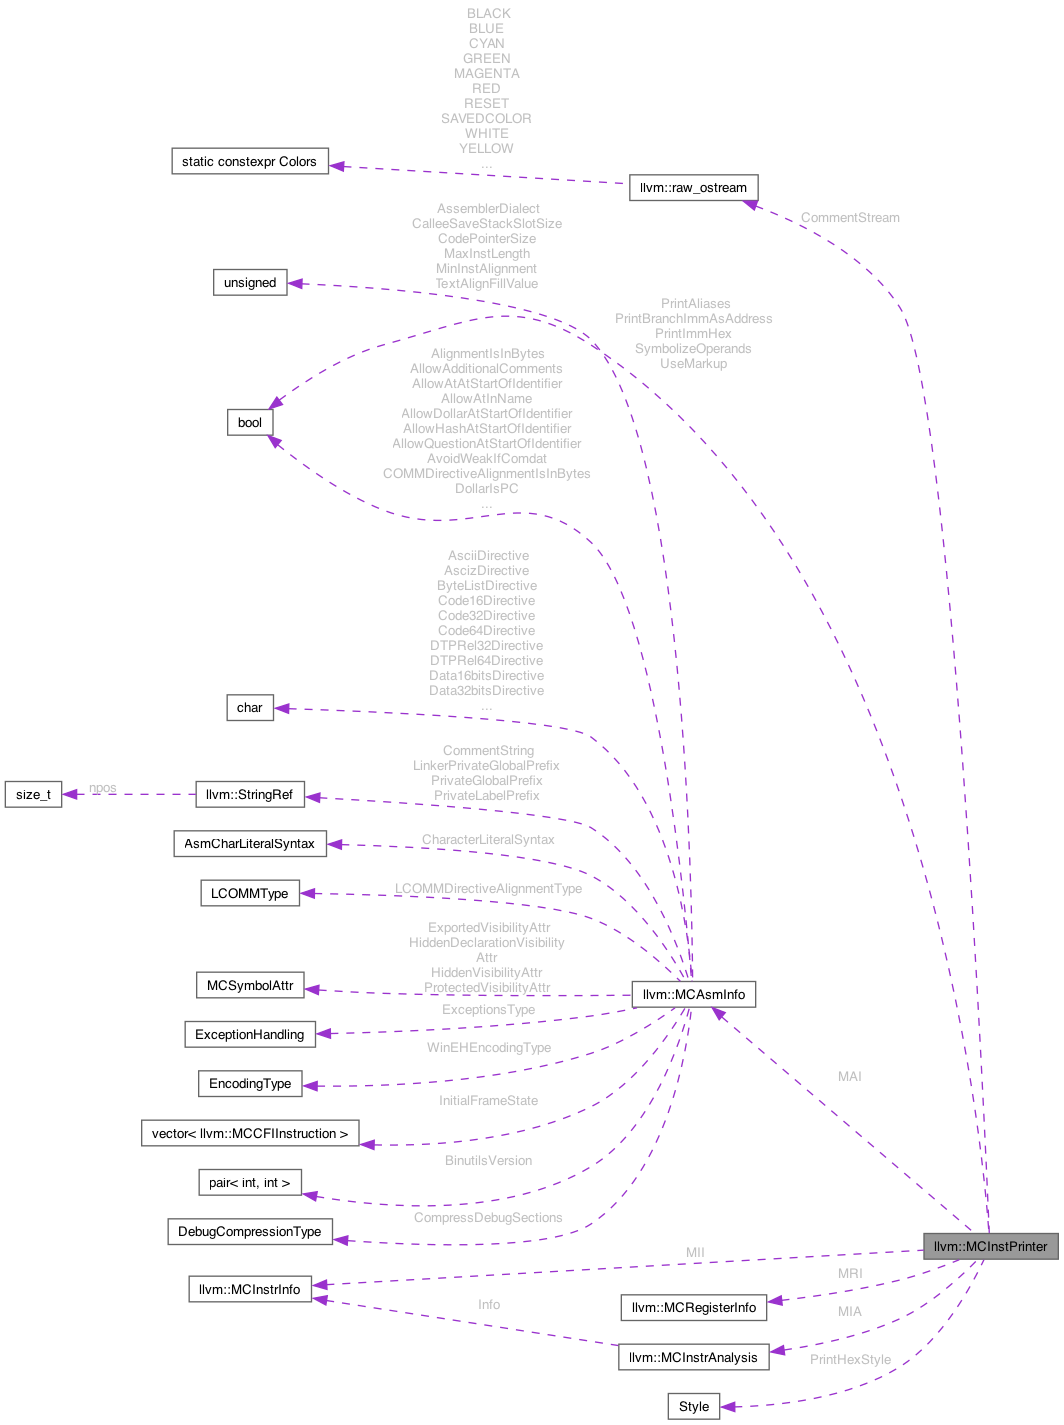 BLACK
BLUE
CYAN
GREEN
MAGENTA
RED
RESET
SAVEDCOLOR
WHITE
YELLOW
...
static constexpr Colors
llvm::raw_ostream
CommentStream
AssemblerDialect
CalleeSaveStackSlotSize
CodePointerSize
MaxInstLength
MinInstAlignment
TextAlignFillValue
unsigned
PrintAliases
PrintBranchImmAsAddress
PrintImmHex
SymbolizeOperands
UseMarkup
AlignmentIsInBytes
AllowAdditionalComments
AllowAtAtStartOfIdentifier
AllowAtInName
AllowDollarAtStartOfIdentifier
AllowHashAtStartOfIdentifier
AllowQuestionAtStartOfIdentifier
AvoidWeakIfComdat
COMMDirectiveAlignmentIsInBytes
DollarIsPC
...
bool
AsciiDirective
AscizDirective
ByteListDirective
Code16Directive
Code32Directive
Code64Directive
DTPRel32Directive
DTPRel64Directive
Data16bitsDirective
Data32bitsDirective
...
char
CommentString
LinkerPrivateGlobalPrefix
PrivateGlobalPrefix
PrivateLabelPrefix
size_t
npos
llvm::StringRef
AsmCharLiteralSyntax
CharacterLiteralSyntax
LCOMMType
LCOMMDirectiveAlignmentType
ExportedVisibilityAttr
HiddenDeclarationVisibility
Attr
HiddenVisibilityAttr
ProtectedVisibilityAttr
MCSymbolAttr
llvm::MCAsmInfo
ExceptionsType
ExceptionHandling
WinEHEncodingType
EncodingType
MAI
InitialFrameState
vector< llvm::MCCFIInstruction >
BinutilsVersion
pair< int, int >
CompressDebugSections
DebugCompressionType
llvm::MCInstPrinter
MII
llvm::MCInstrInfo
MRI
llvm::MCRegisterInfo
Info
MIA
llvm::MCInstrAnalysis
PrintHexStyle
Style